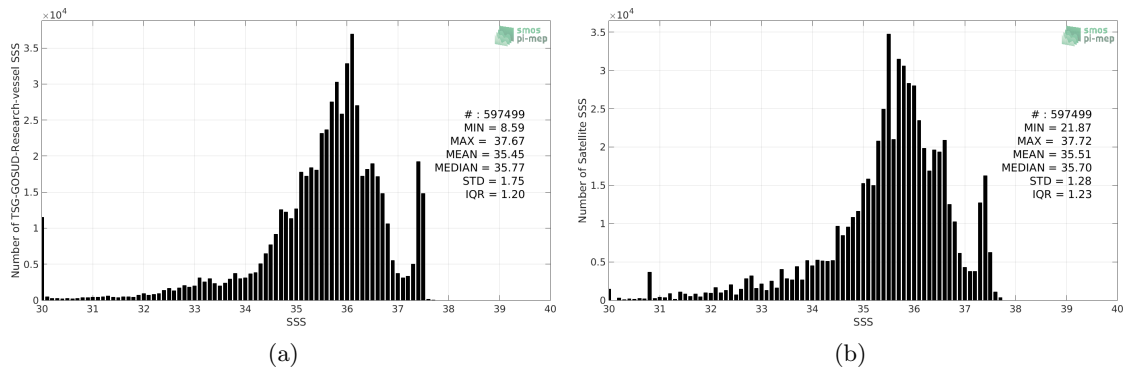 ×10⁴
Number of TSG-GOSUD-Research-vessel SSS
3.5
3
2.5
2
1.5
1
0.5
0
30 31 32 33 34 35 36 37 38 39 40
SSS
smos
pi-mep
# : 597499
MIN = 8.59
MAX = 37.67
MEAN = 35.45
MEDIAN = 35.77
STD = 1.75
IQR = 1.20
(a)
×10⁴
Number of Satellite SSS
3.5
3
2.5
2
1.5
1
0.5
0
30 31 32 33 34 35 36 37 38 39 40
SSS
smos
pi-mep
# : 597499
MIN = 21.87
MAX = 37.72
MEAN = 35.51
MEDIAN = 35.70
STD = 1.28
IQR = 1.23
(b)